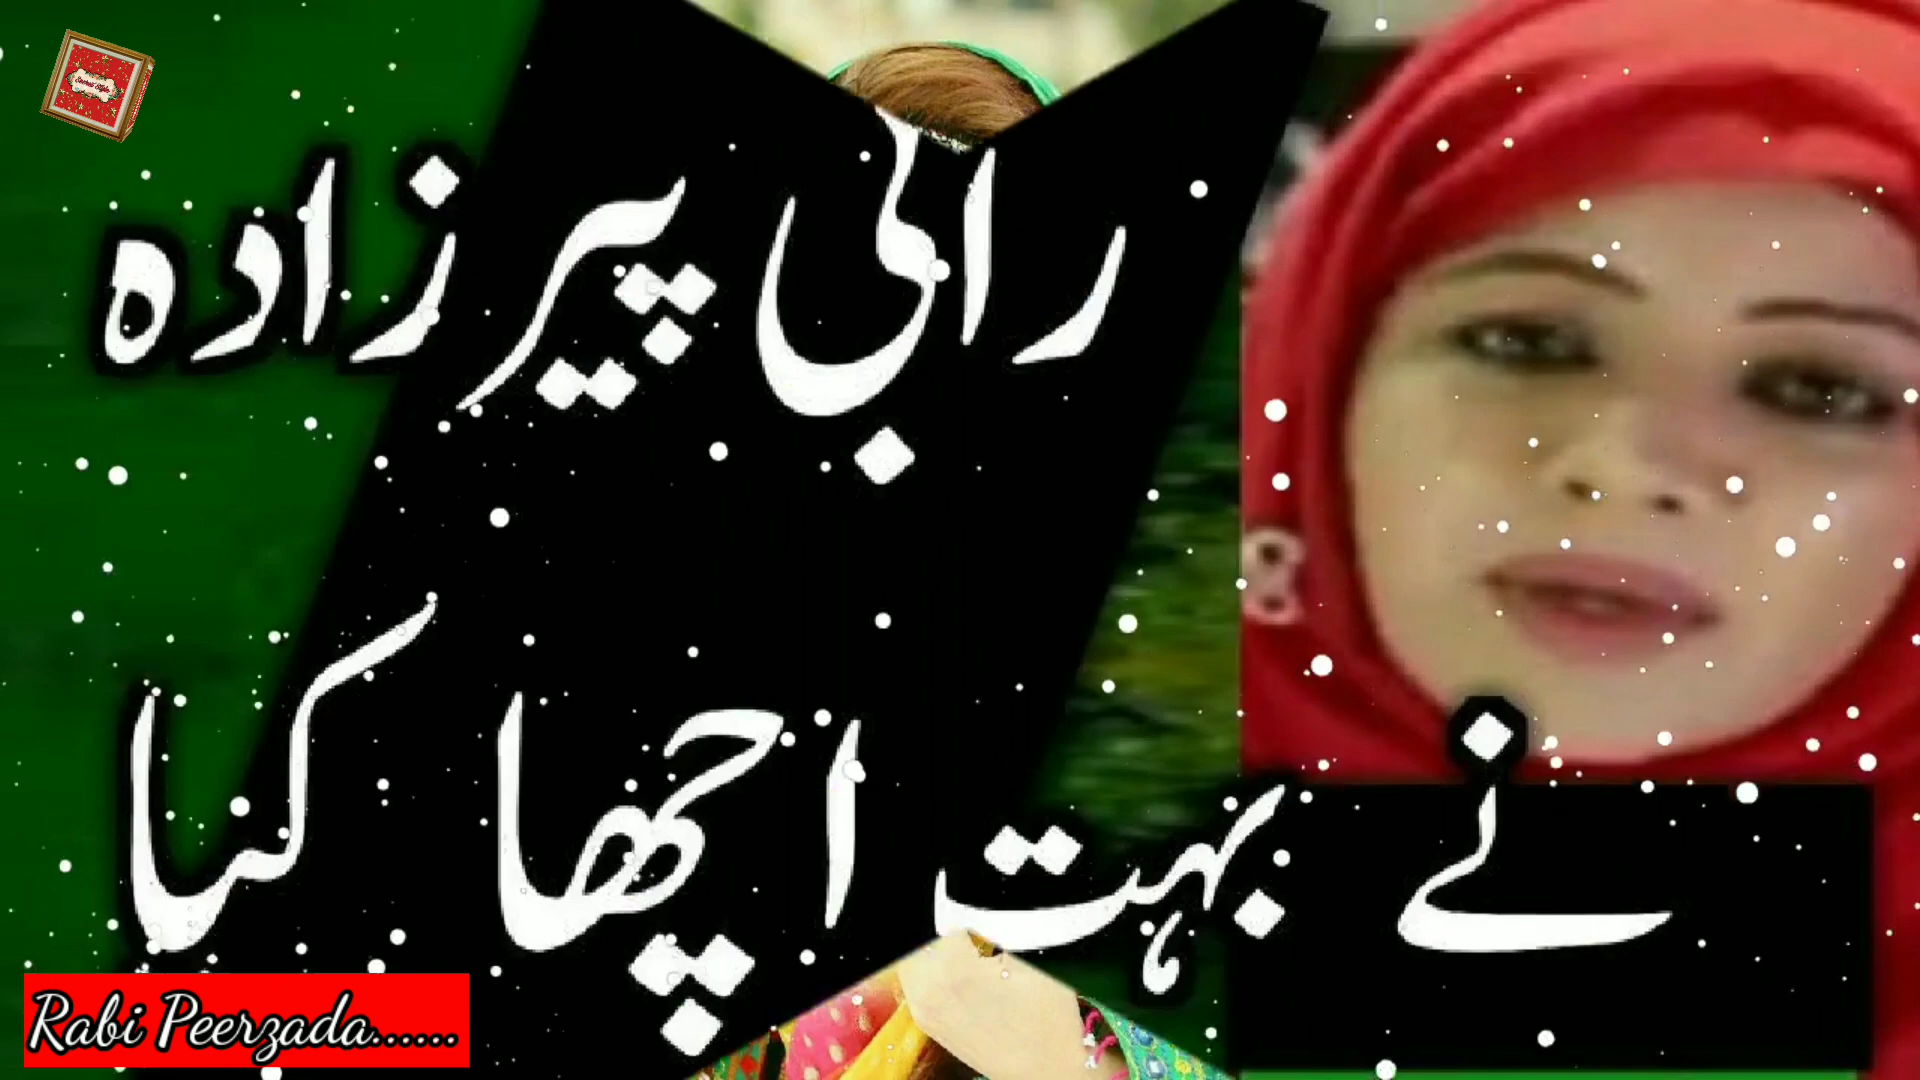 رابی پیرزادہ
نے بہت اچھا کیا
Rabi Peerzada......